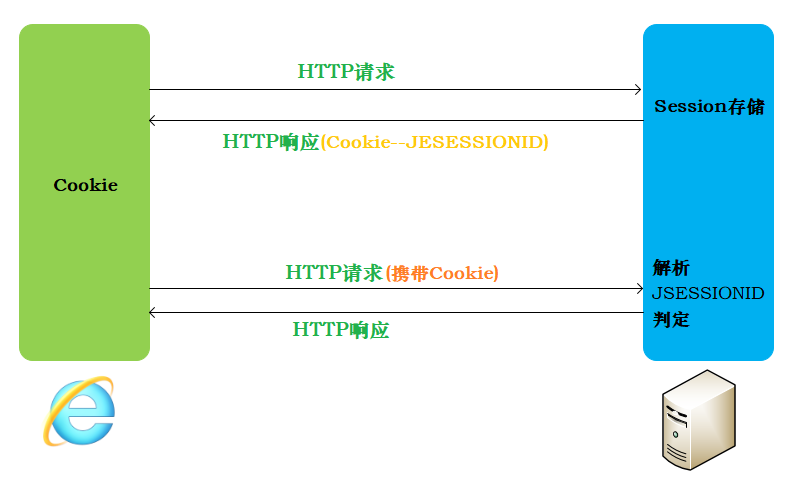 HTTP请求
Session存储
HTTP响应(Cookie--JESESSIONID)
Cookie
HTTP请求(携带Cookie)
解析
JSESSIONID
判定
HTTP响应